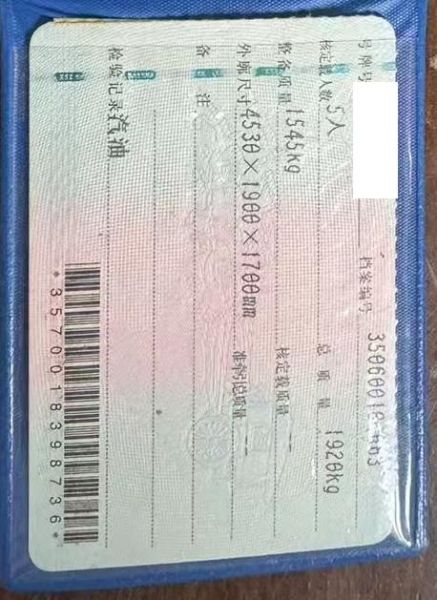 号牌号 档案编号
核定载人数 5人 总质量 1920kg
整备质量 1545kg 核定载质量 --
外廓尺寸 4530×1900×1700mm 准牵引总质量 --
备注
检验记录 汽油
*3570018398736*